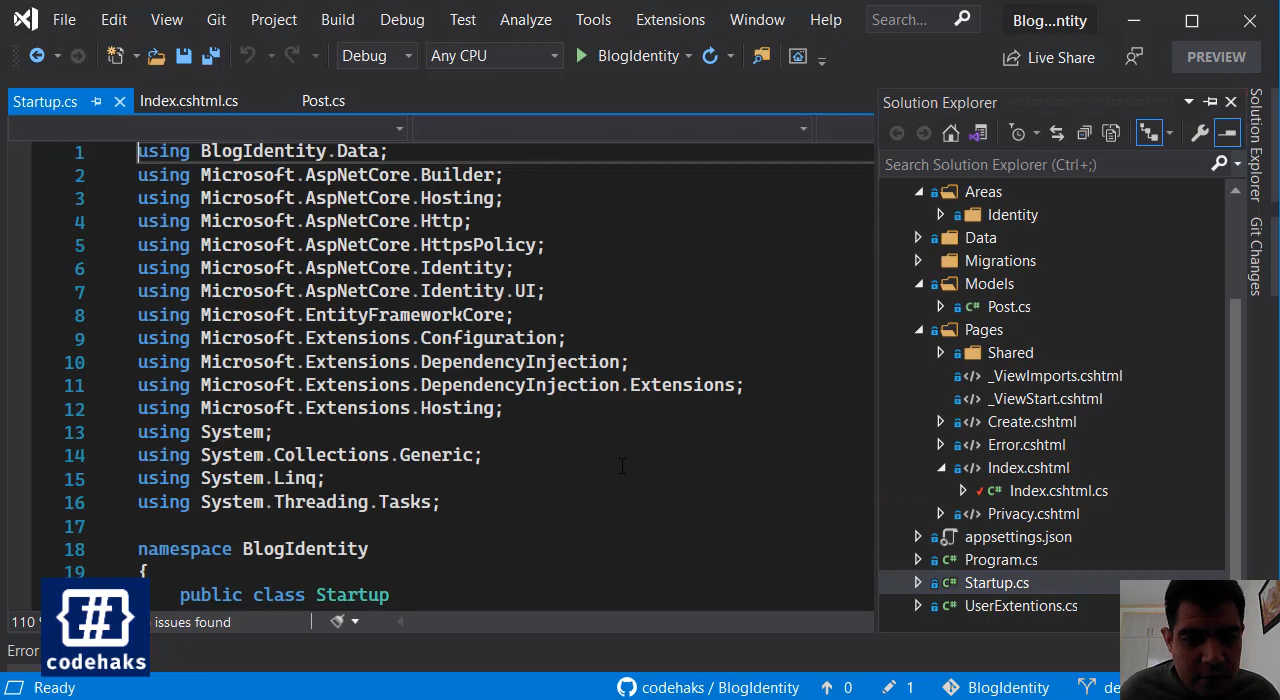 File Edit View Git Project Build Debug Test Analyze Tools Extensions Window Help Search... Blog...ntity
Debug Any CPU BlogIdentity Live Share PREVIEW
Startup.cs Index.cshtml.cs Post.cs
1 using BlogIdentity.Data;
2 using Microsoft.AspNetCore.Builder;
3 using Microsoft.AspNetCore.Hosting;
4 using Microsoft.AspNetCore.Http;
5 using Microsoft.AspNetCore.HttpsPolicy;
6 using Microsoft.AspNetCore.Identity;
7 using Microsoft.AspNetCore.Identity.UI;
8 using Microsoft.EntityFrameworkCore;
9 using Microsoft.Extensions.Configuration;
10 using Microsoft.Extensions.DependencyInjection;
11 using Microsoft.Extensions.DependencyInjection.Extensions;
12 using Microsoft.Extensions.Hosting;
13 using System;
14 using System.Collections.Generic;
15 using System.Linq;
16 using System.Threading.Tasks;
17
18 namespace BlogIdentity
19 {
public class Startup
110 % issues found
Solution Explorer
Search Solution Explorer (Ctrl+;)
Areas
Identity
Data
Migrations
Models
C# Post.cs
Pages
Shared
_ViewImports.cshtml
_ViewStart.cshtml
Create.cshtml
Error.cshtml
Index.cshtml
C# Index.cshtml.cs
Privacy.cshtml
appsettings.json
C# Program.cs
C# Startup.cs
C# UserExtentions.cs
Solution Explorer
Git Changes
Error
{#}
codehaks
Ready codehaks / BlogIdentity 0 1 BlogIdentity de